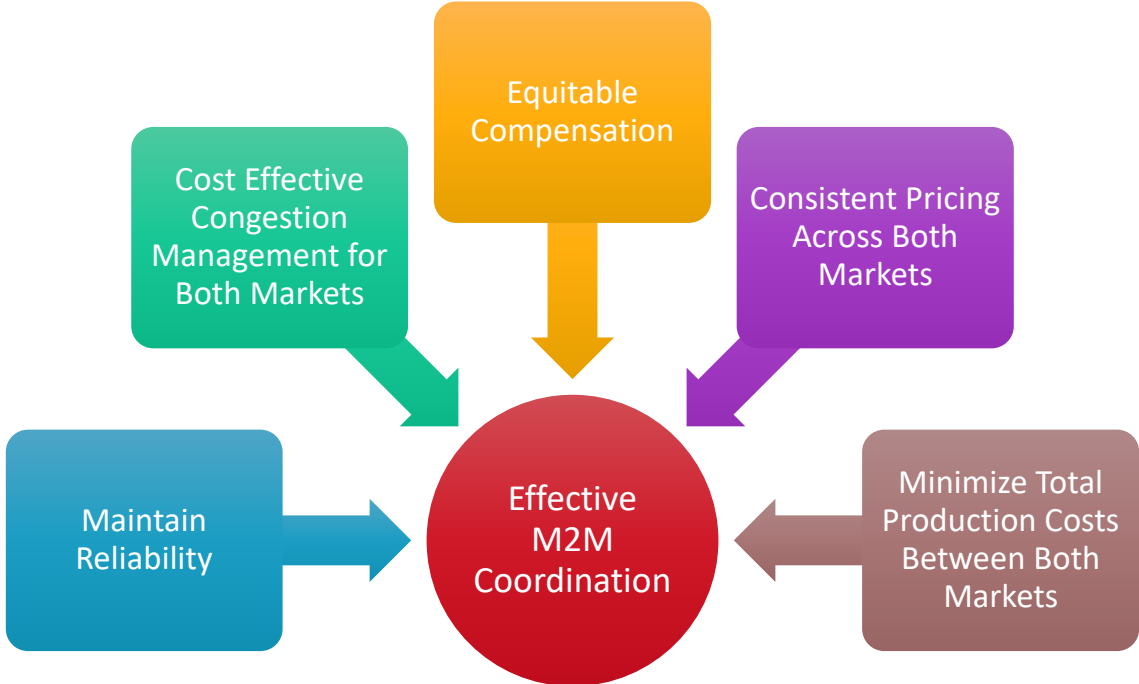 Equitable
Compensation
Cost Effective
Congestion
Management for
Both Markets
Consistent Pricing
Across Both
Markets
Maintain
Reliability
Effective
M2M
Coordination
Minimize Total
Production Costs
Between Both
Markets